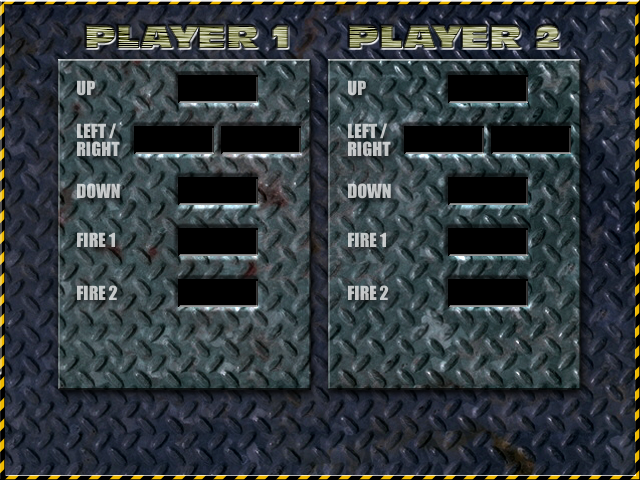 PLAYER 1
UP
LEFT /
RIGHT
DOWN
FIRE 1
FIRE 2
PLAYER 2
UP
LEFT /
RIGHT
DOWN
FIRE 1
FIRE 2